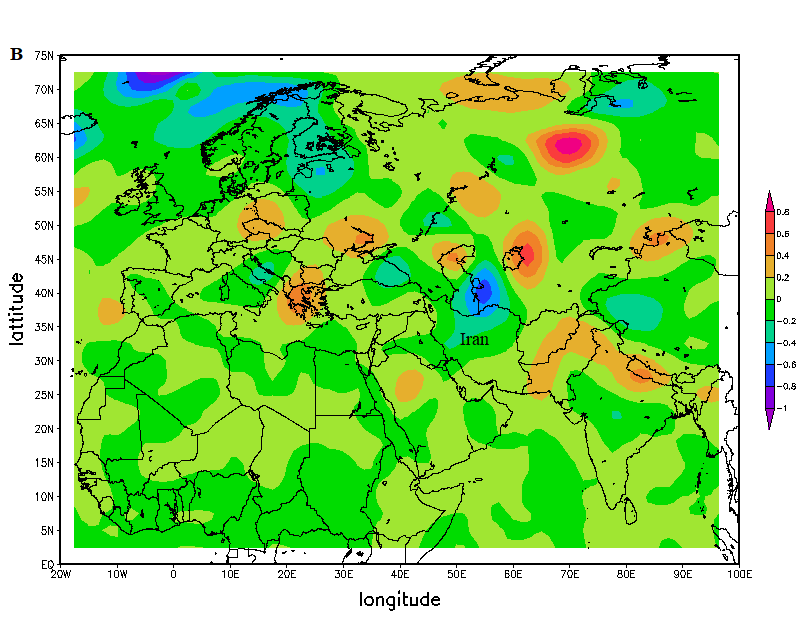 B
75N
70N
65N
60N
55N
50N
45N
40N
35N
30N
25N
20N
15N
10N
5N
EQ
20W 10W 0 10E 20E 30E 40E 50E 60E 70E 80E 90E 100E
lattitude
longitude
Iran
0.8
0.6
0.4
0.2
0
-0.2
-0.4
-0.6
-0.8
-1